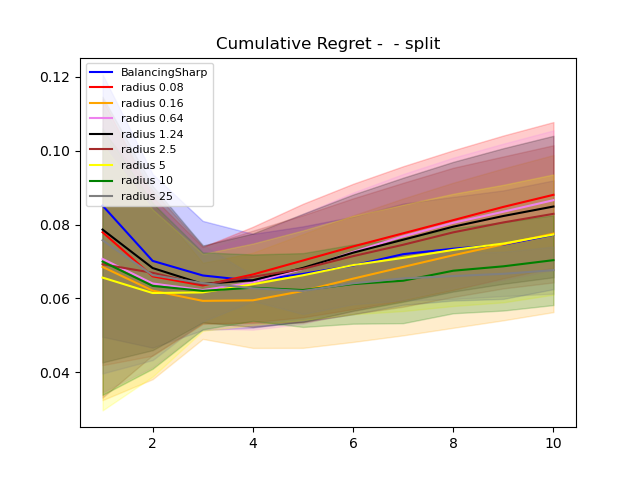 Cumulative Regret -  - split
0.12
0.10
0.08
0.06
0.04
BalancingSharp
radius 0.08
radius 0.16
radius 0.64
radius 1.24
radius 2.5
radius 5
radius 10
radius 25
2
4
6
8
10